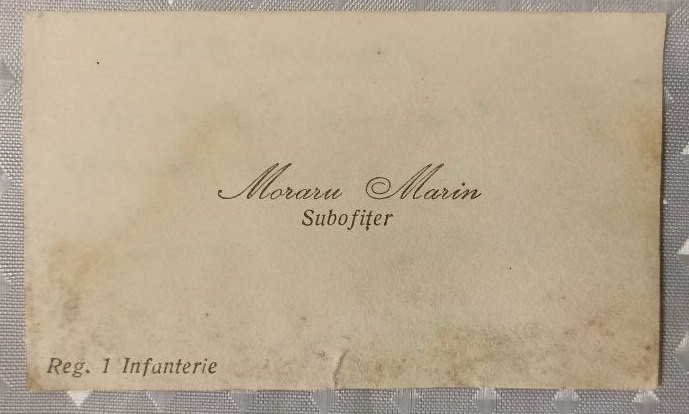 Moraru Marin
Subofițer
Reg. 1 Infanterie